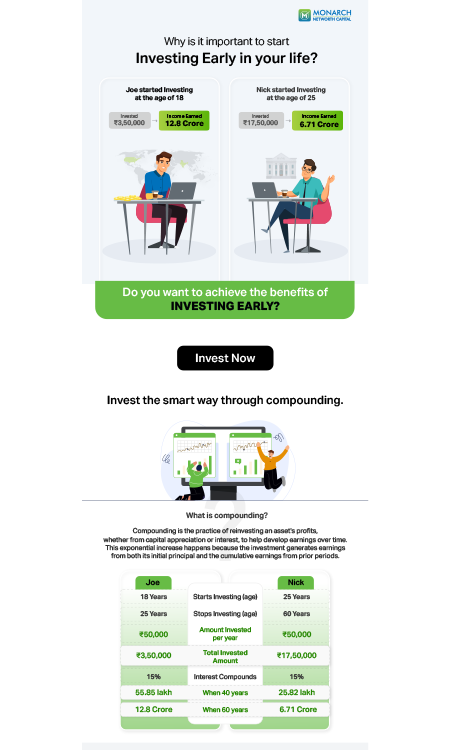 MONARCH
NETWORTH CAPITAL
Why is it important to start
Investing Early in your life?
Joe started Investing
at the age of 18
Invested
₹3,50,000
Income Earned
12.8 Crore
Nick started Investing
at the age of 25
Invested
₹17,50,000
Income Earned
6.71 Crore
Do you want to achieve the benefits of
INVESTING EARLY?
Invest Now
Invest the smart way through compounding.
What is compounding?
Compounding is the practice of reinvesting an asset's profits,
whether from capital appreciation or interest, to help develop earnings over time.
This exponential increase happens because the investment generates earnings
from both its initial principal and the cumulative earnings from prior periods.
Joe Nick
18 Years Starts Investing (age) 25 Years
25 Years Stops Investing (age) 60 Years
₹50,000 Amount Invested per year ₹50,000
₹3,50,000 Total Invested Amount ₹17,50,000
15% Interest Compounds 15%
55.85 lakh When 40 years 25.82 lakh
12.8 Crore When 60 years 6.71 Crore